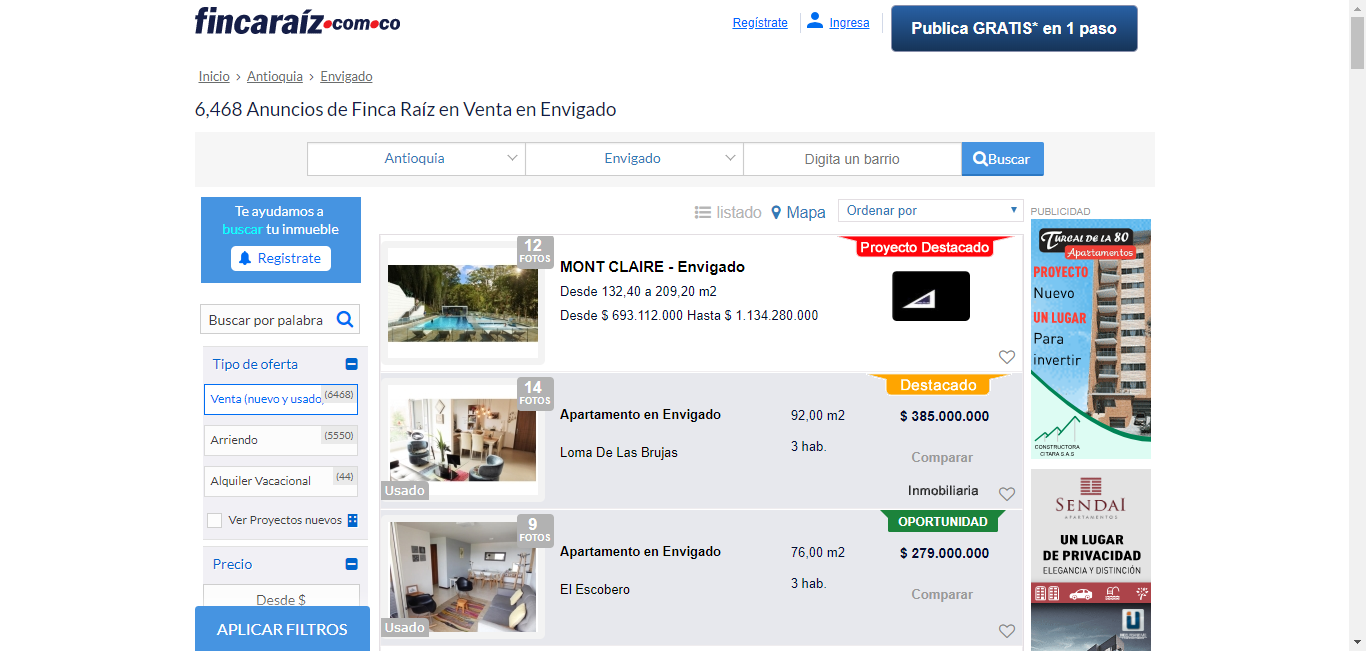 fincaraíz.com.co
Regístrate
Ingresa
Publica GRATIS* en 1 paso
Inicio > Antioquia > Envigado
6,468 Anuncios de Finca Raíz en Venta en Envigado
Antioquia
Envigado
Digita un barrio
Buscar
Te ayudamos a
buscar tu inmueble
Registrate
Buscar por palabra
Tipo de oferta
Venta (nuevo y usado) (6468)
Arriendo (5550)
Alquiler Vacacional (44)
Ver Proyectos nuevos
Precio
Desde $
APLICAR FILTROS
listado
Mapa
Ordenar por
12
FOTOS
MONT CLAIRE - Envigado
Desde 132,40 a 209,20 m2
Desde $ 693.112.000 Hasta $ 1.134.280.000
Proyecto Destacado
14
FOTOS
Usado
Apartamento en Envigado
Loma De Las Brujas
92,00 m2
3 hab.
Destacado
$ 385.000.000
Comparar
Inmobiliaria
9
FOTOS
Usado
Apartamento en Envigado
El Escobero
76,00 m2
3 hab.
OPORTUNIDAD
$ 279.000.000
Comparar
PUBLICIDAD
Turcal de la 80
Apartamentos
PROYECTO
Nuevo
UN LUGAR
Para
invertir
CONSTRUCTORA
CITARA S.A.S
SENDAI
APARTAMENTOS
UN LUGAR
DE PRIVACIDAD
ELEGANCIA Y DISTINCIÓN